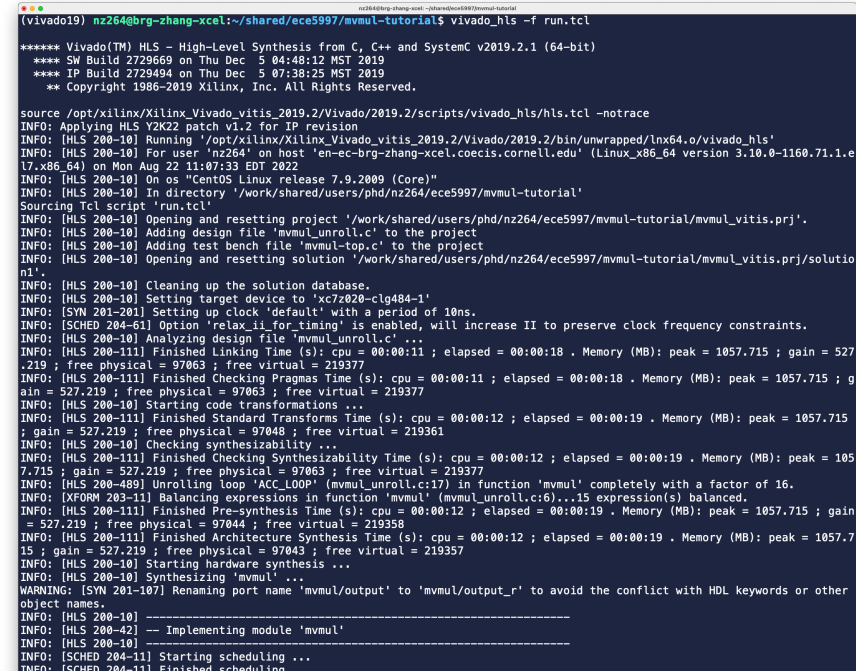 nz264@brg-zhang-xcel: ~/shared/ece5997/mvmul-tutorial
(vivado19) nz264@brg-zhang-xcel:~/shared/ece5997/mvmul-tutorial$ vivado_hls -f run.tcl
****** Vivado(TM) HLS - High-Level Synthesis from C, C++ and SystemC v2019.2.1 (64-bit)
**** SW Build 2729669 on Thu Dec  5 04:48:12 MST 2019
**** IP Build 2729494 on Thu Dec  5 07:38:25 MST 2019
** Copyright 1986-2019 Xilinx, Inc. All Rights Reserved.
source /opt/xilinx/Xilinx_Vivado_vitis_2019.2/Vivado/2019.2/scripts/vivado_hls/hls.tcl -notrace
INFO: Applying HLS Y2K22 patch v1.2 for IP revision
INFO: [HLS 200-10] Running '/opt/xilinx/Xilinx_Vivado_vitis_2019.2/Vivado/2019.2/bin/unwrapped/lnx64.o/vivado_hls'
INFO: [HLS 200-10] For user 'nz264' on host 'en-ec-brg-zhang-xcel.coecis.cornell.edu' (Linux_x86_64 version 3.10.0-1160.71.1.e
l7.x86_64) on Mon Aug 22 11:07:33 EDT 2022
INFO: [HLS 200-10] On os "CentOS Linux release 7.9.2009 (Core)"
INFO: [HLS 200-10] In directory '/work/shared/users/phd/nz264/ece5997/mvmul-tutorial'
Sourcing Tcl script 'run.tcl'
INFO: [HLS 200-10] Opening and resetting project '/work/shared/users/phd/nz264/ece5997/mvmul-tutorial/mvmul_vitis.prj'.
INFO: [HLS 200-10] Adding design file 'mvmul_unroll.c' to the project
INFO: [HLS 200-10] Adding test bench file 'mvmul-top.c' to the project
INFO: [HLS 200-10] Opening and resetting solution '/work/shared/users/phd/nz264/ece5997/mvmul-tutorial/mvmul_vitis.prj/solutio
n1'.
INFO: [HLS 200-10] Cleaning up the solution database.
INFO: [HLS 200-10] Setting target device to 'xc7z020-clg484-1'
INFO: [SYN 201-201] Setting up clock 'default' with a period of 10ns.
INFO: [SCHED 204-61] Option 'relax_ii_for_timing' is enabled, will increase II to preserve clock frequency constraints.
INFO: [HLS 200-10] Analyzing design file 'mvmul_unroll.c' ...
INFO: [HLS 200-111] Finished Linking Time (s): cpu = 00:00:11 ; elapsed = 00:00:18 . Memory (MB): peak = 1057.715 ; gain = 527
.219 ; free physical = 97063 ; free virtual = 219377
INFO: [HLS 200-111] Finished Checking Pragmas Time (s): cpu = 00:00:11 ; elapsed = 00:00:18 . Memory (MB): peak = 1057.715 ; g
ain = 527.219 ; free physical = 97063 ; free virtual = 219377
INFO: [HLS 200-10] Starting code transformations ...
INFO: [HLS 200-111] Finished Standard Transforms Time (s): cpu = 00:00:12 ; elapsed = 00:00:19 . Memory (MB): peak = 1057.715
; gain = 527.219 ; free physical = 97048 ; free virtual = 219361
INFO: [HLS 200-10] Checking synthesizability ...
INFO: [HLS 200-111] Finished Checking Synthesizability Time (s): cpu = 00:00:12 ; elapsed = 00:00:19 . Memory (MB): peak = 105
7.715 ; gain = 527.219 ; free physical = 97063 ; free virtual = 219377
INFO: [HLS 200-489] Unrolling loop 'ACC_LOOP' (mvmul_unroll.c:17) in function 'mvmul' completely with a factor of 16.
INFO: [XFORM 203-11] Balancing expressions in function 'mvmul' (mvmul_unroll.c:6)...15 expression(s) balanced.
INFO: [HLS 200-111] Finished Pre-synthesis Time (s): cpu = 00:00:12 ; elapsed = 00:00:19 . Memory (MB): peak = 1057.715 ; gain
= 527.219 ; free physical = 97044 ; free virtual = 219358
INFO: [HLS 200-111] Finished Architecture Synthesis Time (s): cpu = 00:00:12 ; elapsed = 00:00:19 . Memory (MB): peak = 1057.7
15 ; gain = 527.219 ; free physical = 97043 ; free virtual = 219357
INFO: [HLS 200-10] Starting hardware synthesis ...
INFO: [HLS 200-10] Synthesizing 'mvmul' ...
WARNING: [SYN 201-107] Renaming port name 'mvmul/output' to 'mvmul/output_r' to avoid the conflict with HDL keywords or other
object names.
INFO: [HLS 200-10] ----------------------------------------------------------------
INFO: [HLS 200-42] -- Implementing module 'mvmul'
INFO: [HLS 200-10] ----------------------------------------------------------------
INFO: [SCHED 204-11] Starting scheduling ...
INFO: [SCHED 204-11] Finished scheduling.